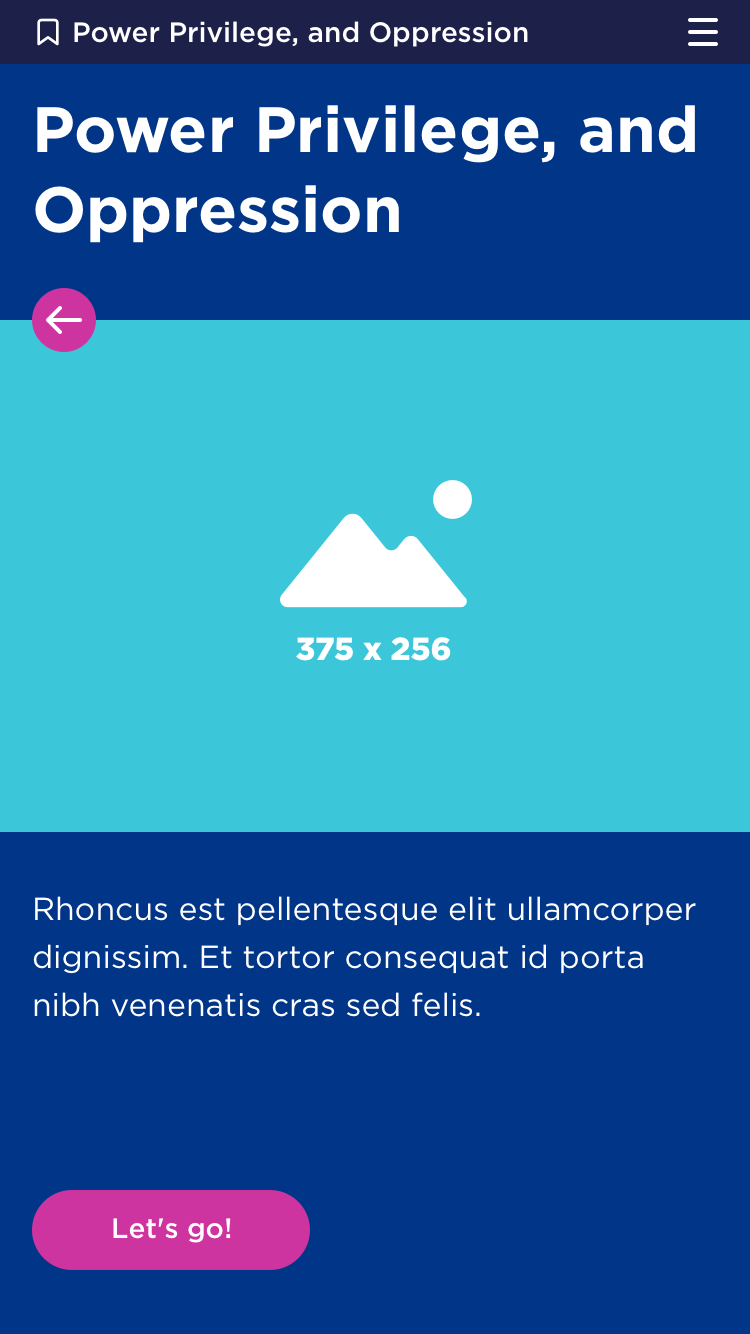 Power Privilege, and Oppression
Power Privilege, and
Oppression
375 x 256
Rhoncus est pellentesque elit ullamcorper
dignissim. Et tortor consequat id porta
nibh venenatis cras sed felis.
Let's go!